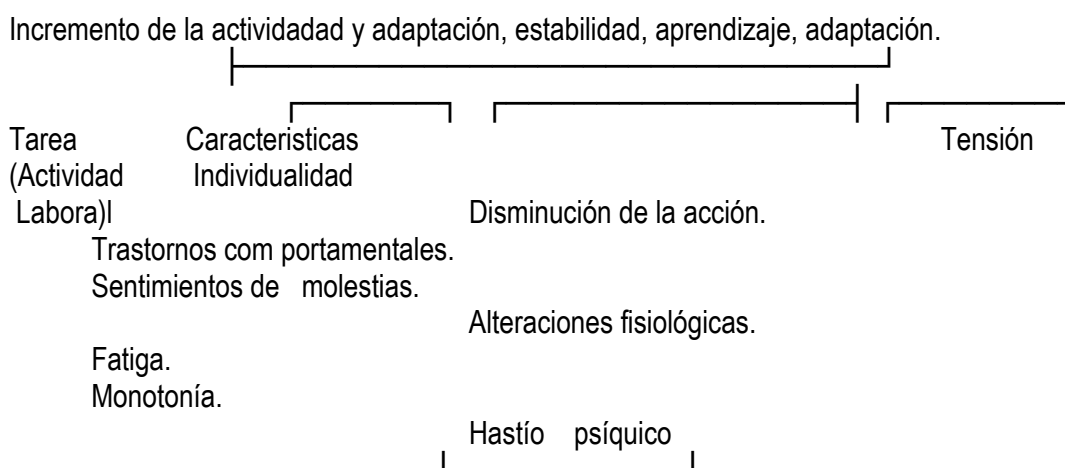 Incremento de la actividadad y adaptación, estabilidad, aprendizaje, adaptación.
Tarea Caracteristicas Tensión
(Actividad Individualidad
Labora)l Disminución de la acción.
Trastornos com portamentales.
Sentimientos de molestias.
Alteraciones fisiológicas.
Fatiga.
Monotonía.
Hastío psíquico